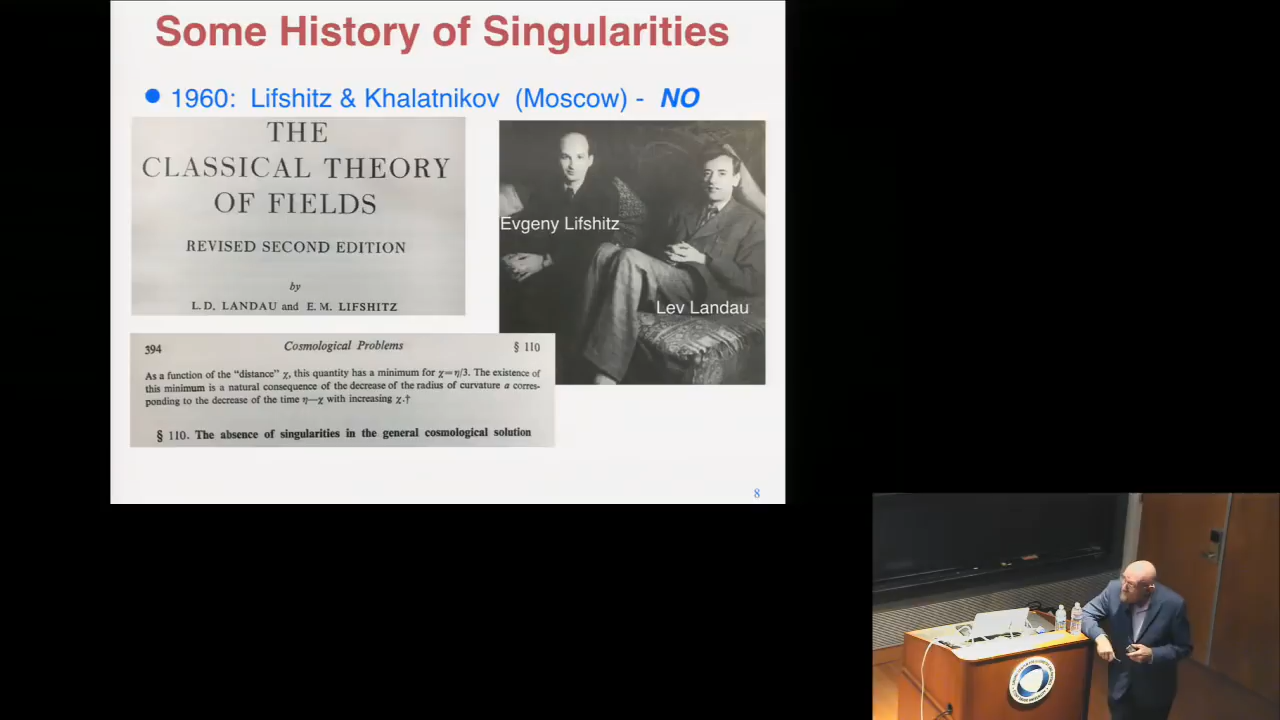 Some History of Singularities
1960: Lifshitz & Khalatnikov (Moscow) - NO
THE
CLASSICAL THEORY
OF FIELDS
REVISED SECOND EDITION
by
L.D. LANDAU and E.M. LIFSHITZ
Evgeny Lifshitz
Lev Landau
394 Cosmological Problems § 110
As a function of the "distance" χ, this quantity has a minimum for χ=η/3. The existence of
this minimum is a natural consequence of the decrease of the radius of curvature a corres-
ponding to the decrease of the time η—χ with increasing χ.†
§ 110. The absence of singularities in the general cosmological solution
8